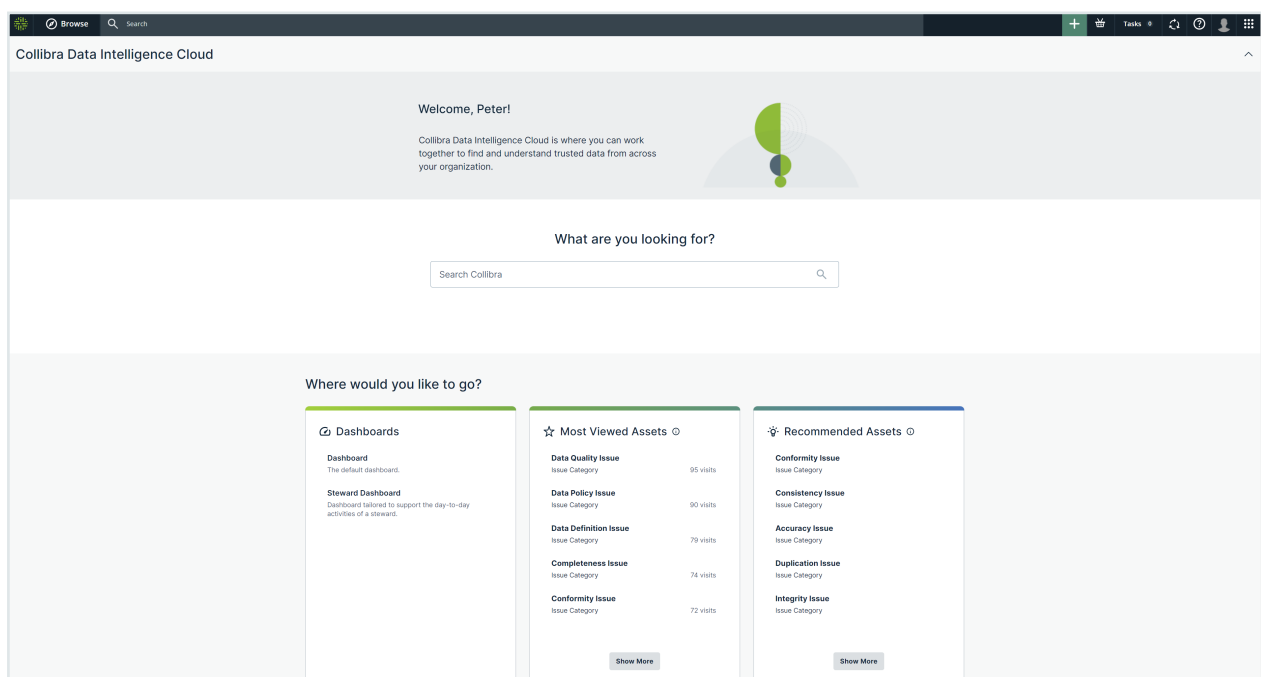 Browse
Search
Tasks 0
Collibra Data Intelligence Cloud
Welcome, Peter!
Collibra Data Intelligence Cloud is where you can work
together to find and understand trusted data from across
your organization.
What are you looking for?
Search Collibra
Where would you like to go?
Dashboards
Dashboard
The default dashboard.
Steward Dashboard
Dashboard tailored to support the day-to-day
activities of a steward.
Most Viewed Assets
Data Quality Issue
Issue Category 95 visits
Data Policy Issue
Issue Category 90 visits
Data Definition Issue
Issue Category 79 visits
Completeness Issue
Issue Category 74 visits
Conformity Issue
Issue Category 72 visits
Show More
Recommended Assets
Conformity Issue
Issue Category
Consistency Issue
Issue Category
Accuracy Issue
Issue Category
Duplication Issue
Issue Category
Integrity Issue
Issue Category
Show More